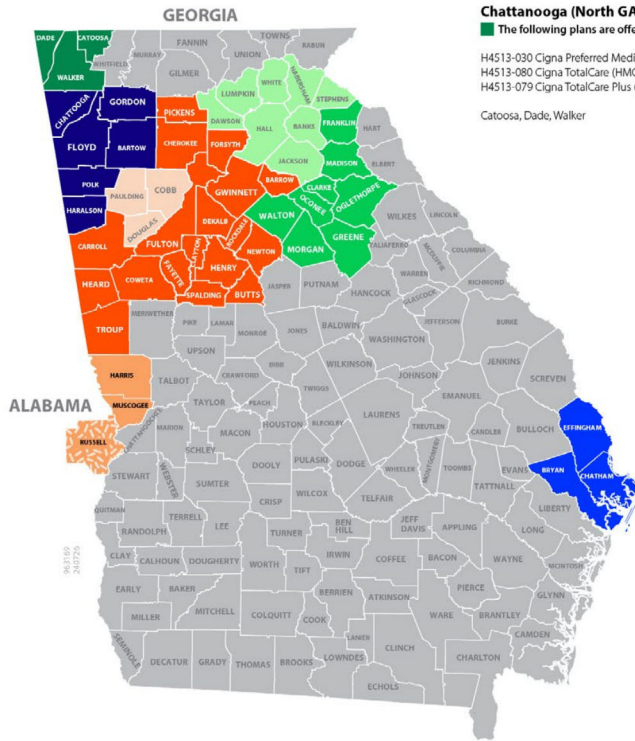 GEORGIA
Chattanooga (North GA
The following plans are offe
H4513-030 Cigna Preferred Medi
H4513-080 Cigna TotalCare (HMO
H4513-079 Cigna TotalCare Plus (
Catoosa, Dade, Walker
DADE
CATOOSA
WHITFIELD
MURRAY
FANNIN
UNION
TOWNS
RABUN
WALKER
GILMER
WHITE
HABERSHAM
LUMPKIN
STEPHENS
CHATTOOGA
GORDON
PICKENS
DAWSON
HALL
BANKS
FRANKLIN
HART
FLOYD
BARTOW
CHEROKEE
FORSYTH
JACKSON
MADISON
ELBERT
POLK
PAULDING
COBB
GWINNETT
BARROW
CLARKE
OCONEE
OGLETHORPE
HARALSON
DOUGLAS
DEKALB
WALTON
WILKES
LINCOLN
CARROLL
FULTON
CLAYTON
ROCKDALE
NEWTON
MORGAN
GREENE
TALIAFERRO
MCDUFFIE
COLUMBIA
HEARD
COWETA
FAYETTE
HENRY
SPALDING
BUTTS
JASPER
PUTNAM
HANCOCK
WARREN
GLASCOCK
RICHMOND
TROUP
MERIWETHER
PIKE
LAMAR
MONROE
JONES
BALDWIN
WASHINGTON
JEFFERSON
BURKE
UPSON
HARRIS
TALBOT
CRAWFORD
BIBB
TWIGGS
WILKINSON
JOHNSON
JENKINS
SCREVEN
ALABAMA
MUSCOGEE
TAYLOR
PEACH
EMANUEL
RUSSELL
CHATTAHOOCHEE
MARION
MACON
HOUSTON
BLECKLEY
LAURENS
TREUTLEN
CANDLER
BULLOCH
EFFINGHAM
SCHLEY
STEWART
WEBSTER
SUMTER
DOOLY
PULASKI
DODGE
WHEELER
MONTGOMERY
TOOMBS
TATTNALL
EVANS
BRYAN
CHATHAM
QUITMAN
RANDOLPH
TERRELL
LEE
CRISP
WILCOX
TELFAIR
LIBERTY
963169
240726
TURNER
BEN
HILL
JEFF
DAVIS
APPLING
LONG
CLAY
CALHOUN
DOUGHERTY
WORTH
TIFT
IRWIN
COFFEE
BACON
WAYNE
MCINTOSH
EARLY
BAKER
MITCHELL
COLQUITT
COOK
BERRIEN
ATKINSON
PIERCE
GLYNN
MILLER
WARE
BRANTLEY
LANIER
CLINCH
CAMDEN
SEMINOLE
DECATUR
GRADY
THOMAS
BROOKS
LOWNDES
CHARLTON
ECHOLS